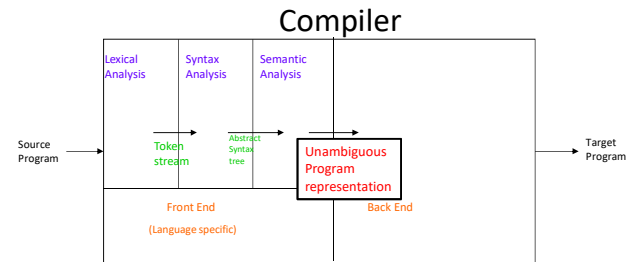 Compiler
Lexical
Analysis
Syntax
Analysis
Semantic
Analysis
Source
Program
Token
stream
Abstract
Syntax
tree
Unambiguous
Program
representation
Target
Program
Front End
(Language specific)
Back End